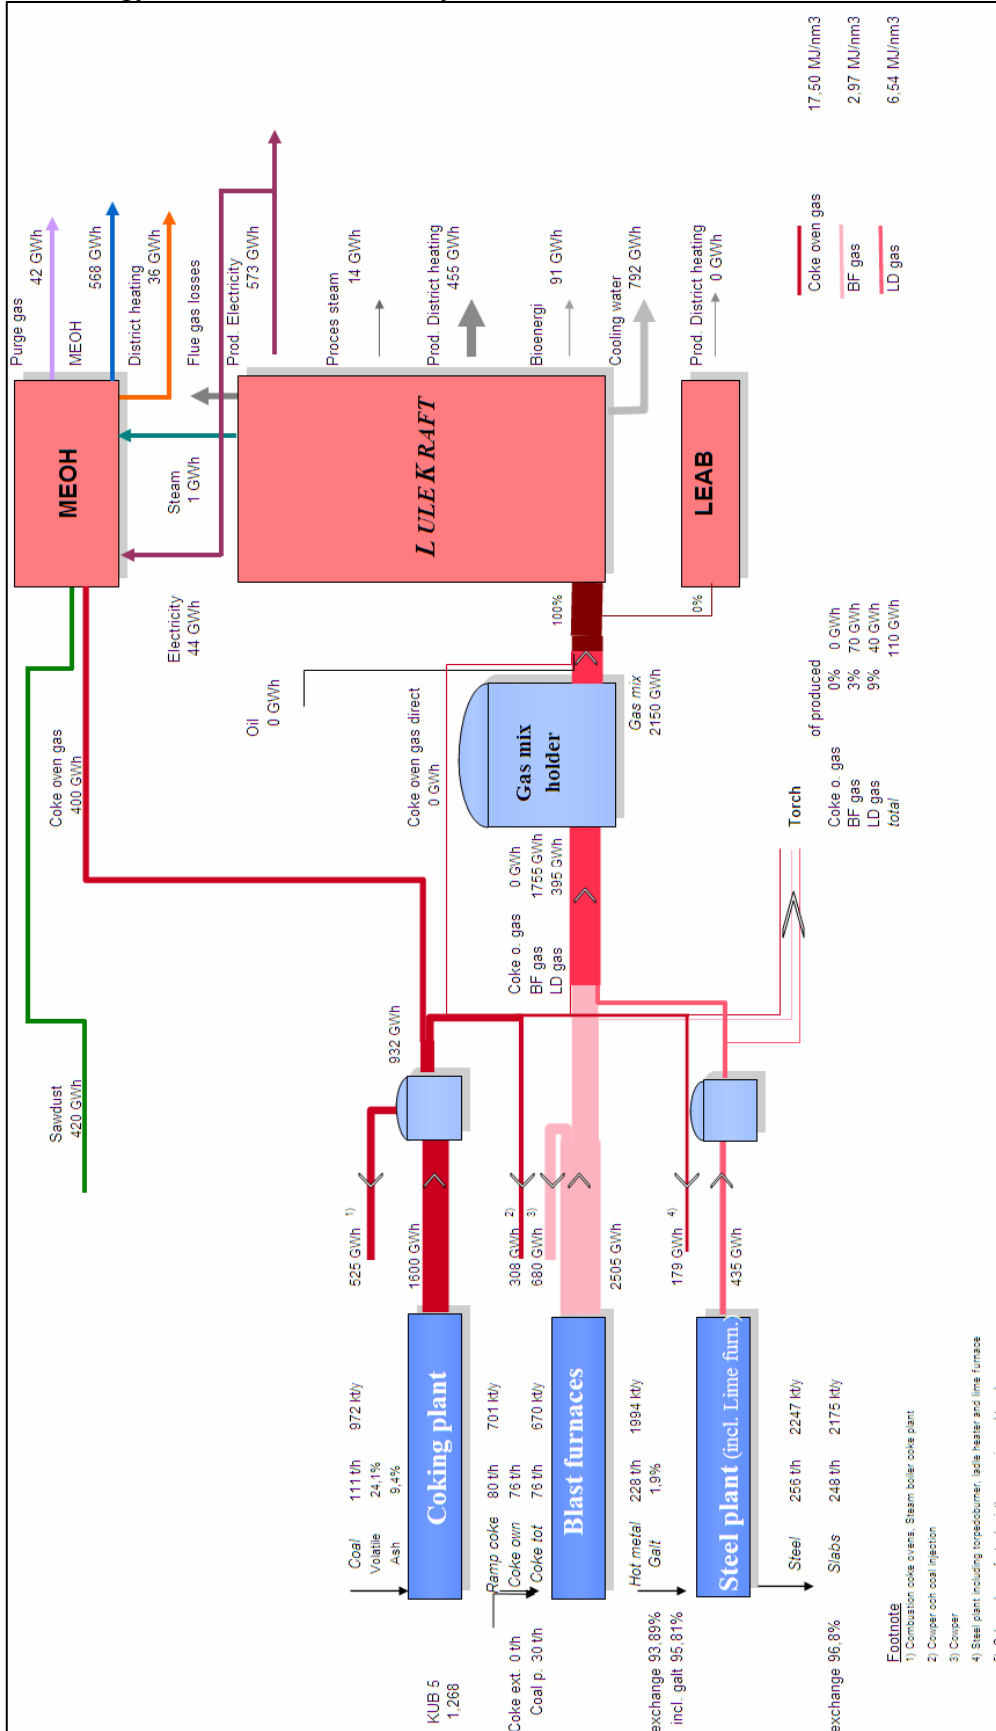 Purge gas
42 GWh
MEOH
568 GWh
District heating
36 GWh
Flue gas losses
Prod. Electricity
573 GWh
Proces steam
14 GWh
Prod. District heating
455 GWh
Bioenergi
91 GWh
Cooling water
792 GWh
Prod. District heating
0 GWh
17,50 MJ/nm3
2,97 MJ/nm3
6,54 MJ/nm3
Coke oven gas
BF gas
LD gas
MEOH
LULEKRAFT
LEAB
Steam
1 GWh
Electricity
44 GWh
100%
0%
Oil
0 GWh
Coke oven gas direct
0 GWh
Gas mix
holder
Gas mix
2150 GWh
Coke oven gas
400 GWh
Sawdust
420 GWh
Coke o. gas 0 GWh
BF gas 1755 GWh
LD gas 395 GWh
Torch
of produced
Coke o. gas 0% 0 GWh
BF gas 3% 70 GWh
LD gas 9% 40 GWh
total 110 GWh
932 GWh
525 GWh 1)
1600 GWh
308 GWh 2)
680 GWh 3)
2505 GWh
179 GWh 4)
435 GWh
Coking plant
Blast furnaces
Steel plant (incl. Lime furn.)
Coal 111 t/h 972 kt/y
Volatile 24,1%
Ash 9,4%
Ramp coke 80 t/h 701 kt/y
Coke own 76 t/h
Coke tot 76 t/h 670 kt/y
Hot metal 228 t/h 1994 kt/y
Galt 1,9%
Steel 256 t/h 2247 kt/y
Slabs 248 t/h 2175 kt/y
KUB 5
1,268
Coke ext. 0 t/h
Coal p. 30 t/h
exchange 93,89%
incl. galt 95,81%
exchange 96,8%
Footnote
1) Combustion coke ovens, Steam boiler coke plant
2) Cowper och coal injection
3) Cowper
4) Steel plant including torpedoburner, ladle heater and lime furnace